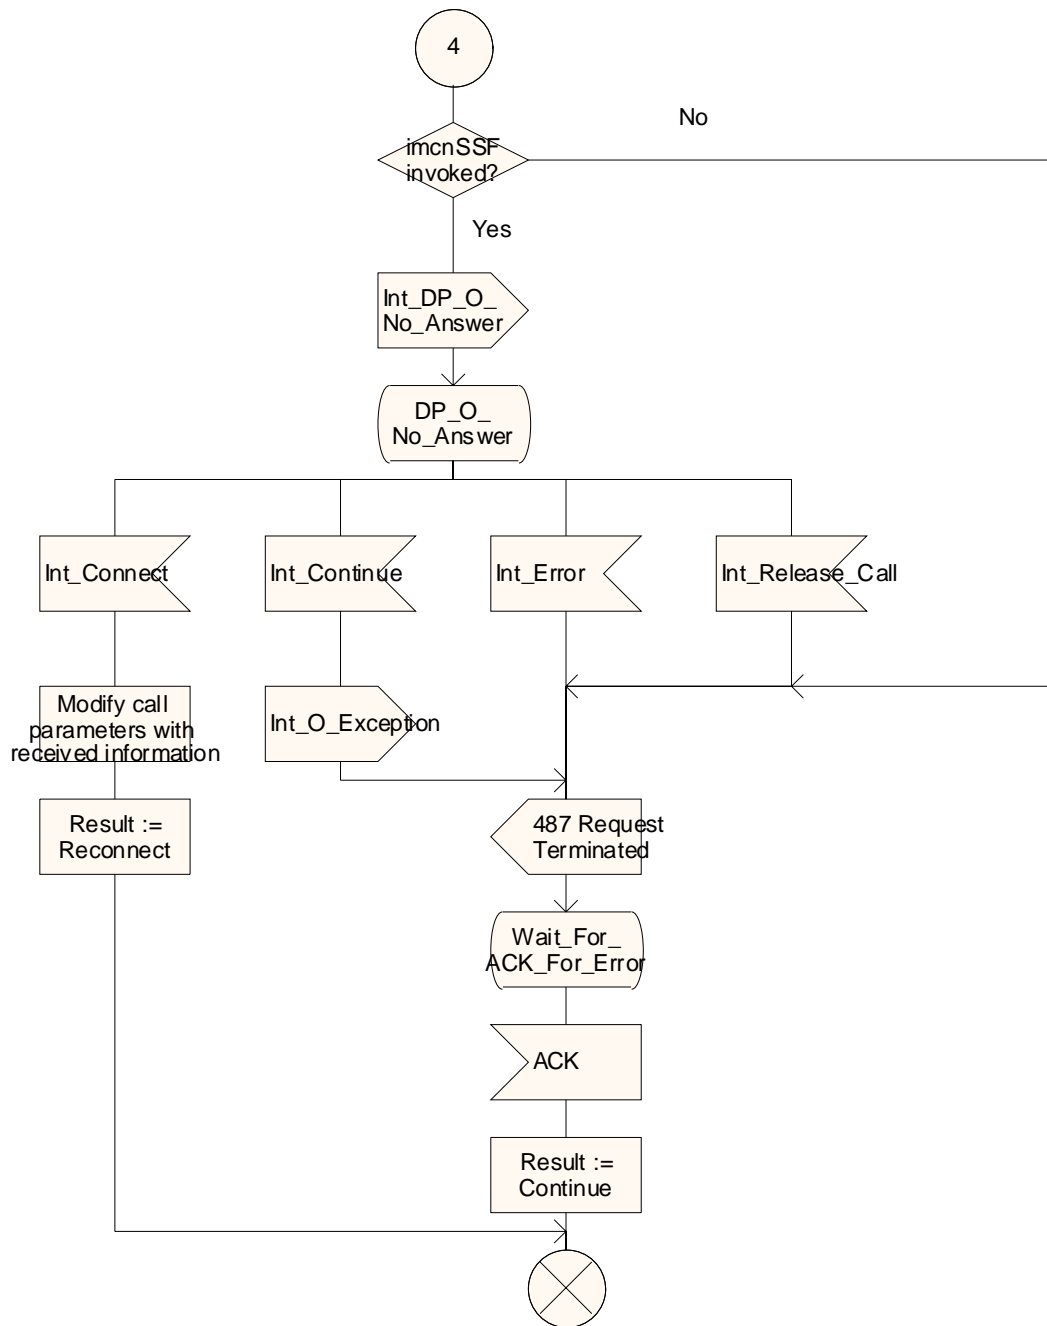 4
No
imcnSSF
invoked?
Yes
Int_DP_O_
No_Answer
DP_O_
No_Answer
Int_Connect
Int_Continue
Int_Error
Int_Release_Call
Modify call
parameters with
received information
Int_O_Exception
Result :=
Reconnect
487 Request
Terminated
Wait_For_
ACK_For_Error
ACK
Result :=
Continue